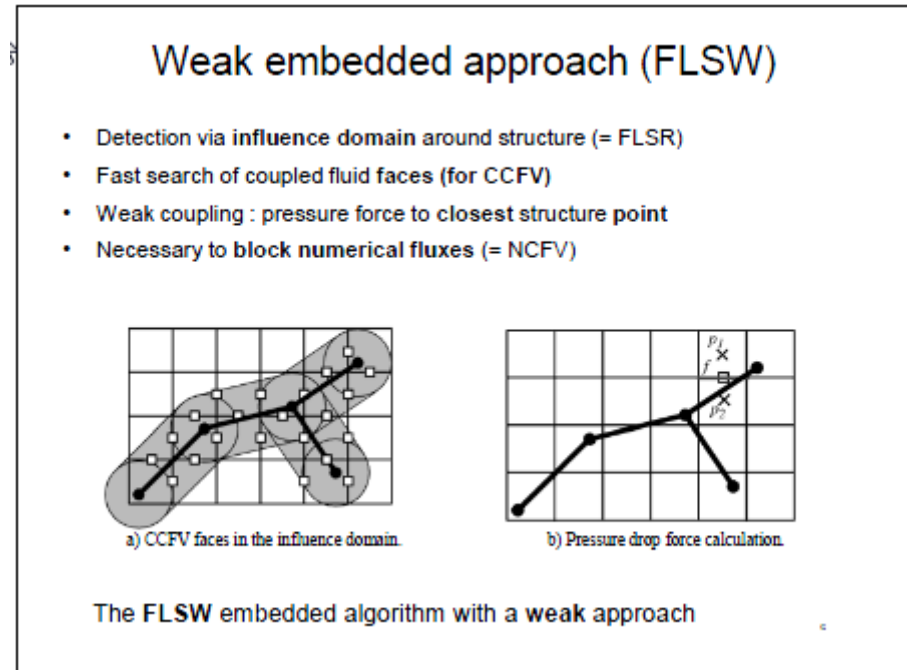 Weak embedded approach (FLSW)
• Detection via influence domain around structure (= FLSR)
• Fast search of coupled fluid faces (for CCFV)
• Weak coupling : pressure force to closest structure point
• Necessary to block numerical fluxes (= NCFV)
p1
f
p2
a) CCFV faces in the influence domain.
b) Pressure drop force calculation.
The FLSW embedded algorithm with a weak approach